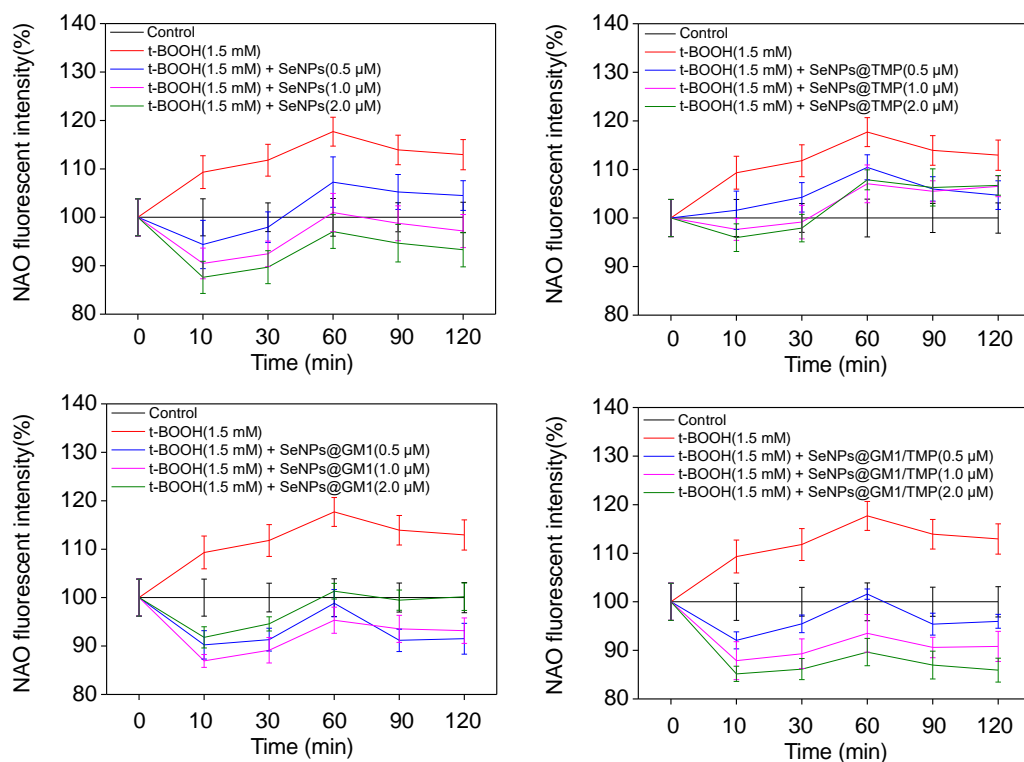 NAO fluorescent intensity(%)
140
130
120
110
100
90
80
Control
t-BOOH(1.5 mM)
t-BOOH(1.5 mM) + SeNPs(0.5 μM)
t-BOOH(1.5 mM) + SeNPs(1.0 μM)
t-BOOH(1.5 mM) + SeNPs(2.0 μM)
0 10 30 60 90 120
Time (min)
NAO fluorescent intensity(%)
140
130
120
110
100
90
80
Control
t-BOOH(1.5 mM)
t-BOOH(1.5 mM) + SeNPs@TMP(0.5 μM)
t-BOOH(1.5 mM) + SeNPs@TMP(1.0 μM)
t-BOOH(1.5 mM) + SeNPs@TMP(2.0 μM)
0 10 30 60 90 120
Time (min)
NAO fluorescent intensity(%)
140
130
120
110
100
90
80
Control
t-BOOH(1.5 mM)
t-BOOH(1.5 mM) + SeNPs@GM1(0.5 μM)
t-BOOH(1.5 mM) + SeNPs@GM1(1.0 μM)
t-BOOH(1.5 mM) + SeNPs@GM1(2.0 μM)
0 10 30 60 90 120
Time (min)
NAO fluorescent intensity(%)
140
130
120
110
100
90
80
Control
t-BOOH(1.5 mM)
t-BOOH(1.5 mM) + SeNPs@GM1/TMP(0.5 μM)
t-BOOH(1.5 mM) + SeNPs@GM1/TMP(1.0 μM)
t-BOOH(1.5 mM) + SeNPs@GM1/TMP(2.0 μM)
0 10 30 60 90 120
Time (min)